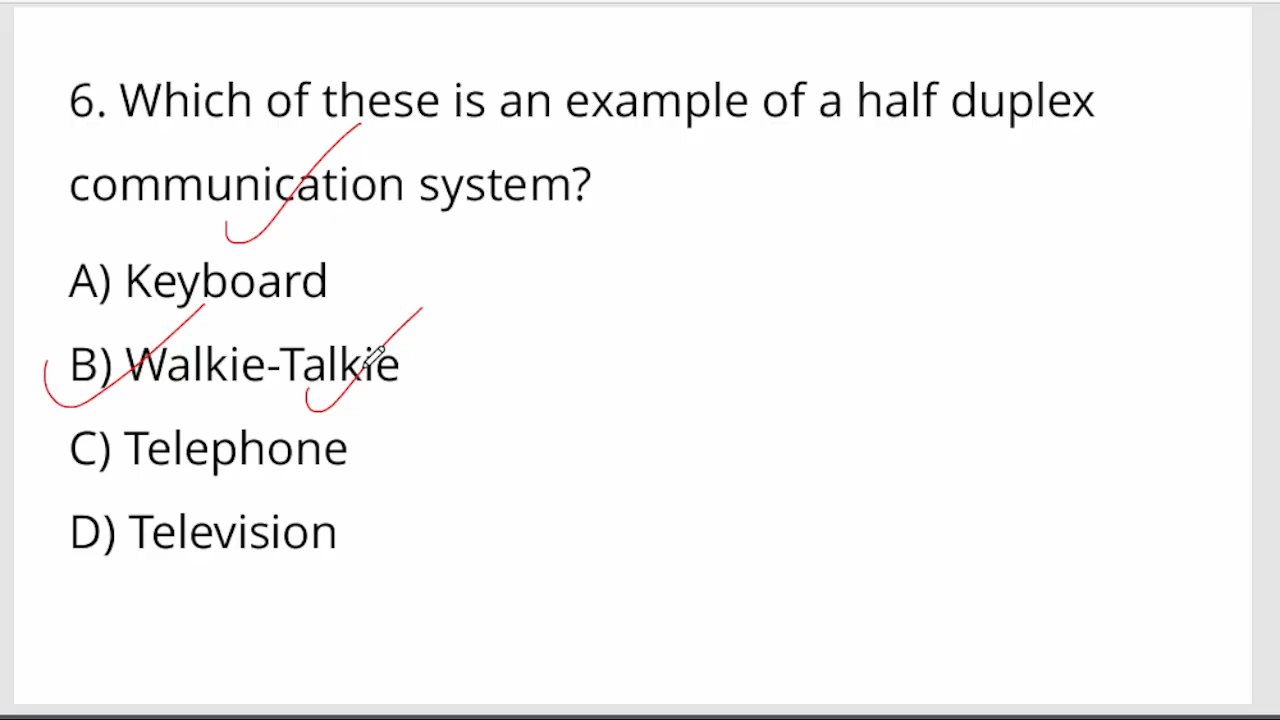 6. Which of these is an example of a half duplex
communication system?
A) Keyboard
B) Walkie-Talkie
C) Telephone
D) Television